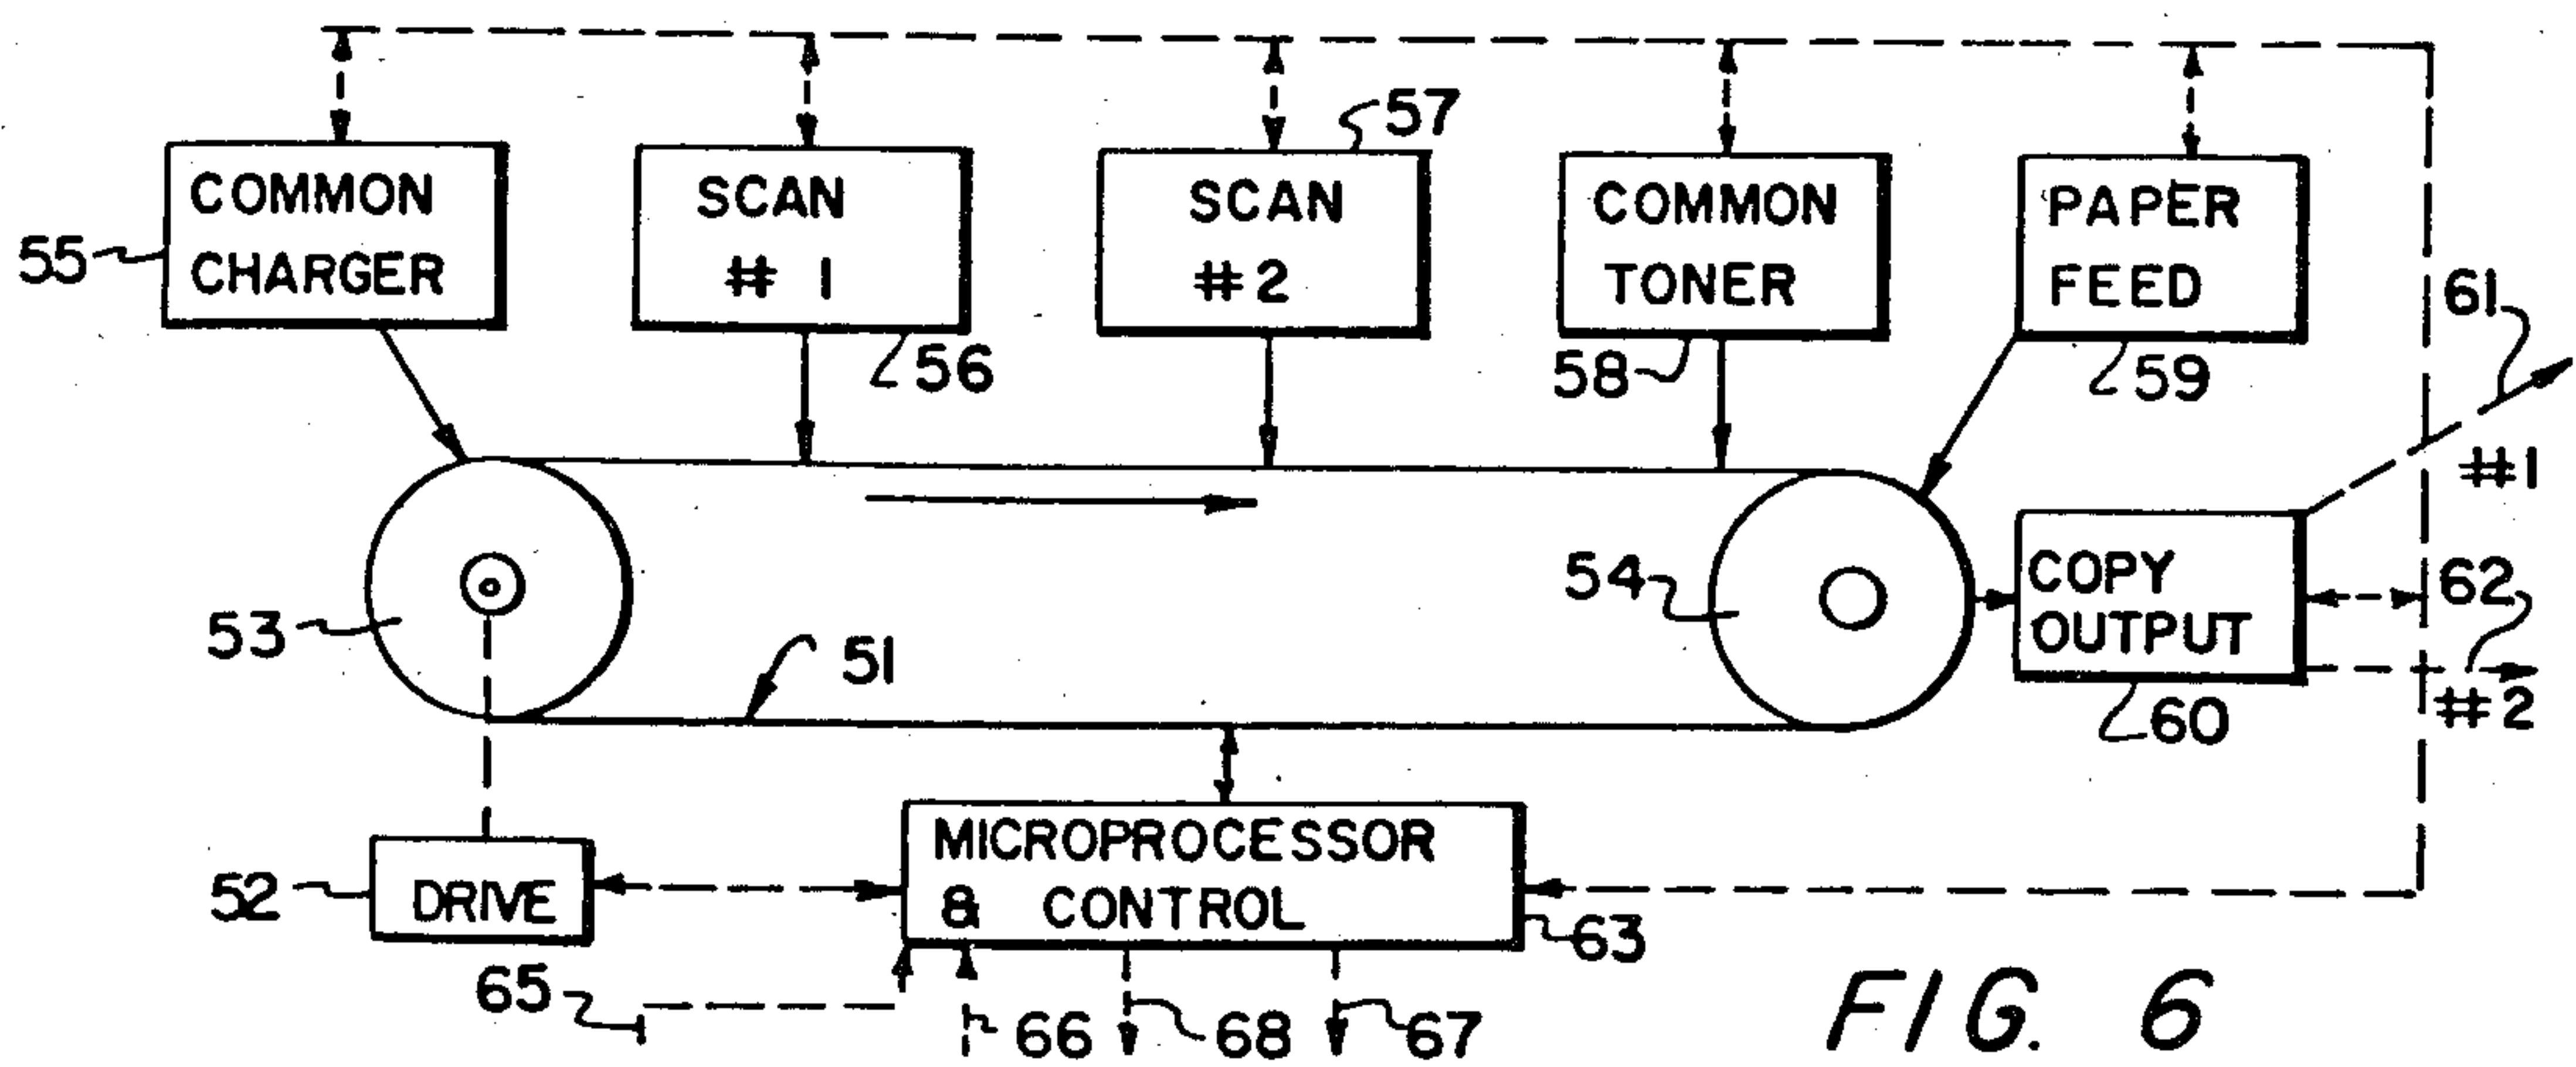 57
COMMON
CHARGER
SCAN
# 1
SCAN
#2
COMMON
TONER
PAPER
FEED
55
56
58
59
61
#1
COPY
OUTPUT
62
#2
60
54
53
51
MICROPROCESSOR
& CONTROL
63
DRIVE
52
65
66
68
67
FIG. 6